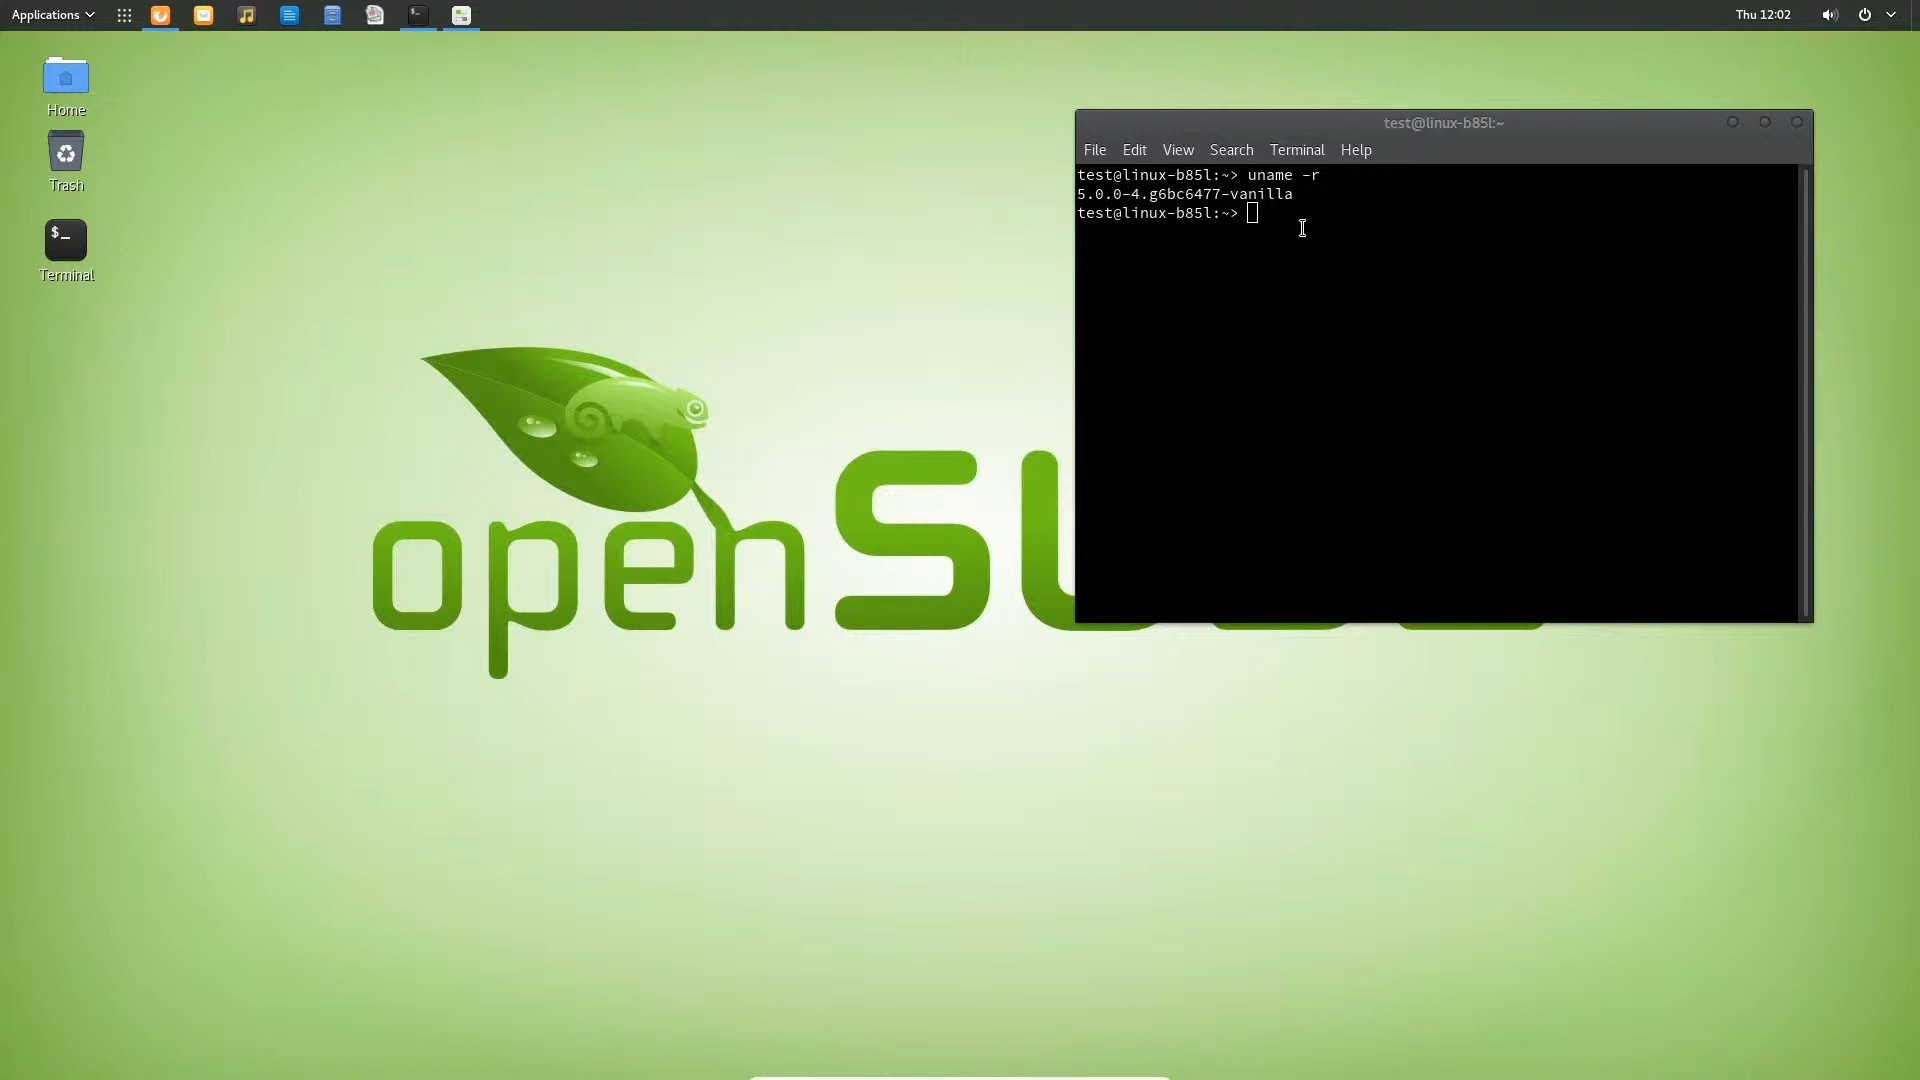 Applications
Thu 12:02
Home
Trash
$_
Terminal
test@linux-b85l:~
File Edit View Search Terminal Help
test@linux-b85l:~> uname -r
5.0.0-4.g6bc6477-vanilla
test@linux-b85l:~>
openSU